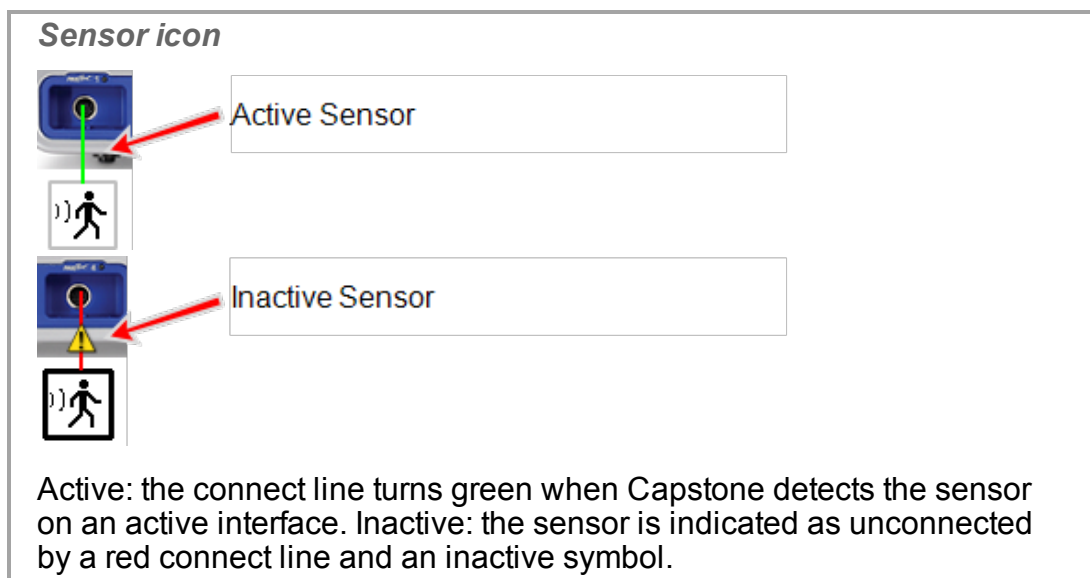 Sensor icon
Active Sensor
Inactive Sensor
Active: the connect line turns green when Capstone detects the sensor
on an active interface. Inactive: the sensor is indicated as unconnected
by a red connect line and an inactive symbol.